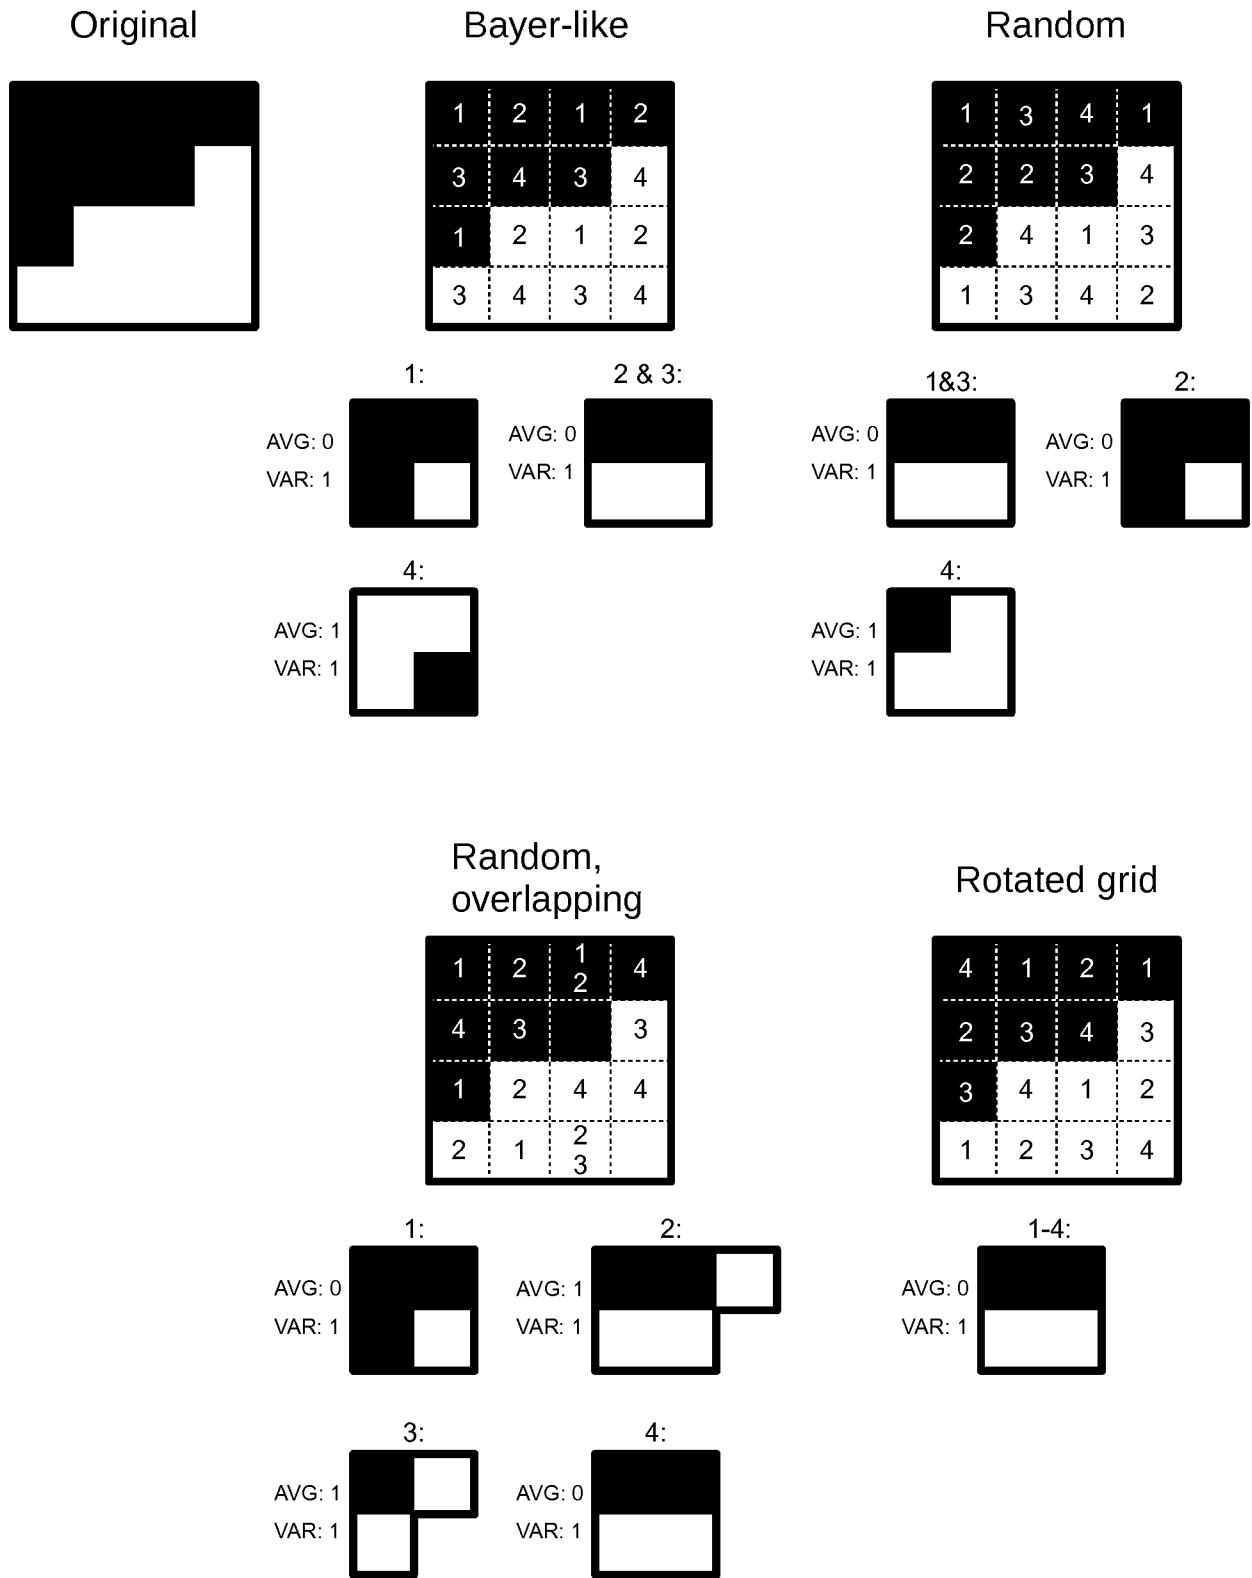 Original
Bayer-like
Random
1 2 1 2
3 4 3 4
1 2 1 2
3 4 3 4
1 3 4 1
2 2 3 4
2 4 1 3
1 3 4 2
1:
AVG: 0
VAR: 1
2 & 3:
AVG: 0
VAR: 1
1&3:
AVG: 0
VAR: 1
2:
AVG: 0
VAR: 1
4:
AVG: 1
VAR: 1
4:
AVG: 1
VAR: 1
Random,
overlapping
Rotated grid
1 2 1 4
2
4 3 3
1 2 4 4
2 1 2
3
4 1 2 1
2 3 4 3
3 4 1 2
1 2 3 4
1:
AVG: 0
VAR: 1
2:
AVG: 1
VAR: 1
1-4:
AVG: 0
VAR: 1
3:
AVG: 1
VAR: 1
4:
AVG: 0
VAR: 1